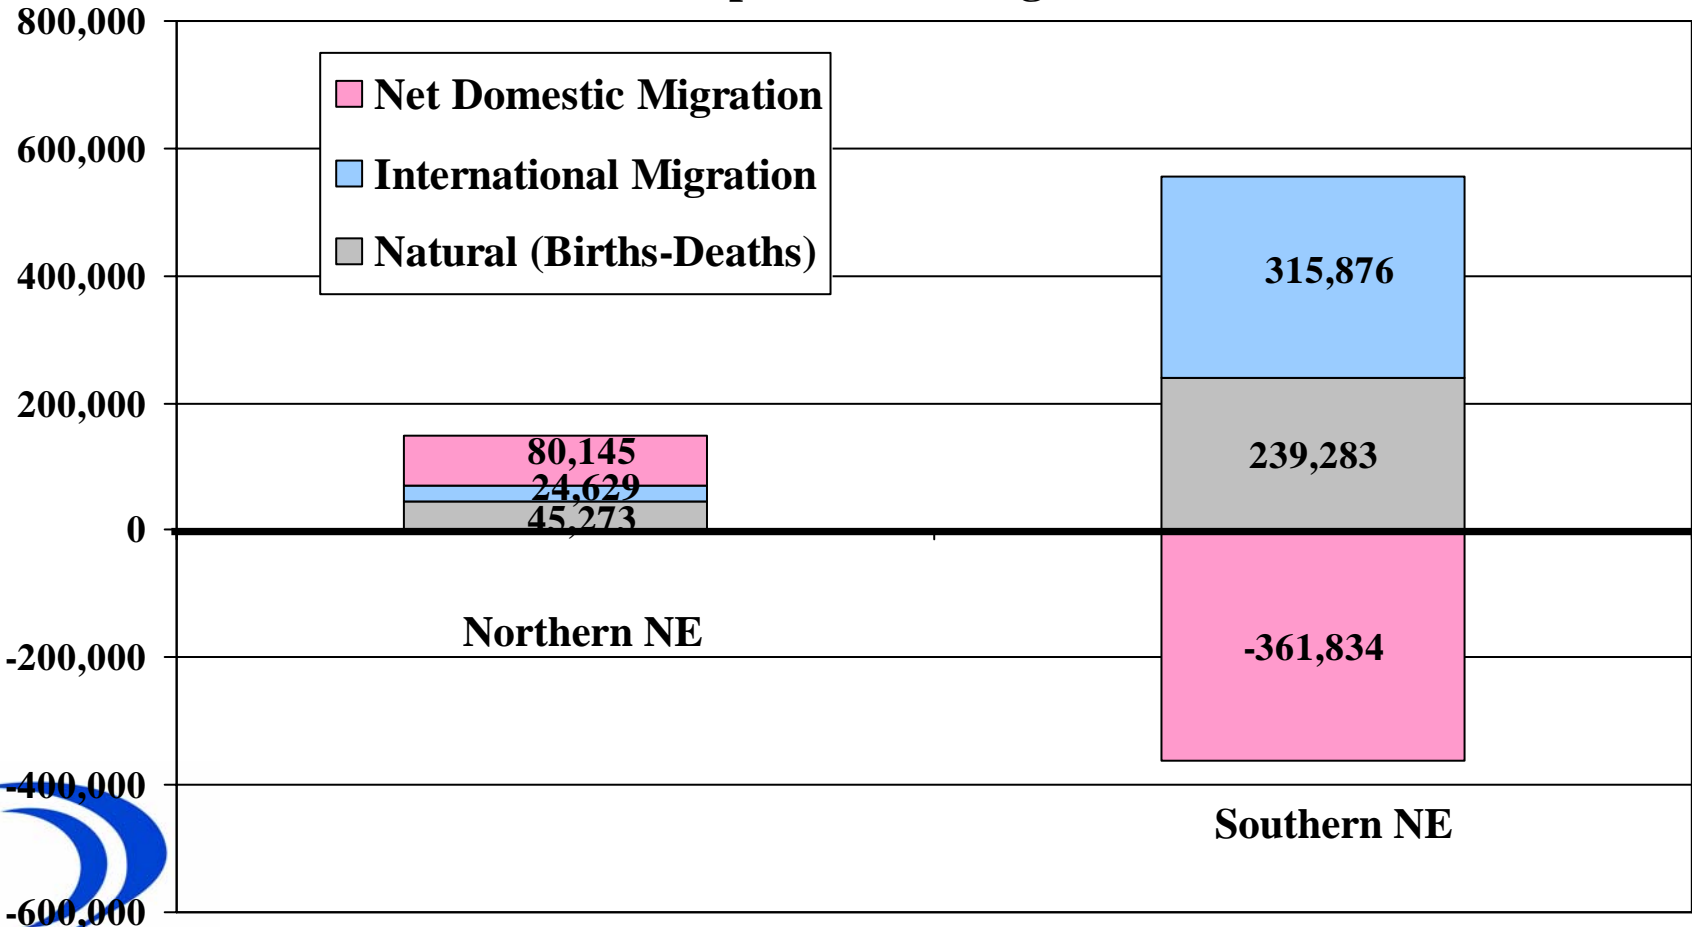 800,000
600,000
400,000
200,000
0
-200,000
-400,000
-600,000
Net Domestic Migration
International Migration
Natural (Births-Deaths)
80,145
24,629
45,273
Northern NE
315,876
239,283
-361,834
Southern NE